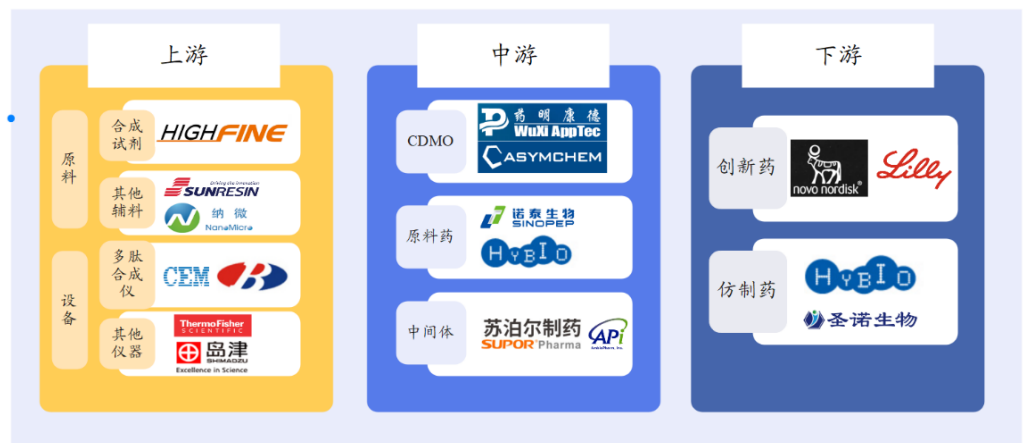 上游
原料
合成
试剂
HIGHFINE
其他
辅料
Driving the Innovation
SUNRESIN
纳微
NanoMicro
设备
多肽
合成
仪
CEM
其他
仪器
ThermoFisher
SCIENTIFIC
岛津
SHIMADZU
Excellence in Science
中游
CDMO
药明康德
WuXi AppTec
ASYMCHEM
原料药
诺泰生物
SINOPEP
HYBIO
中间体
苏泊尔制药
SUPOR Pharma
APi
下游
创新药
novo nordisk®
Lilly
仿制药
HYBIO
圣诺生物